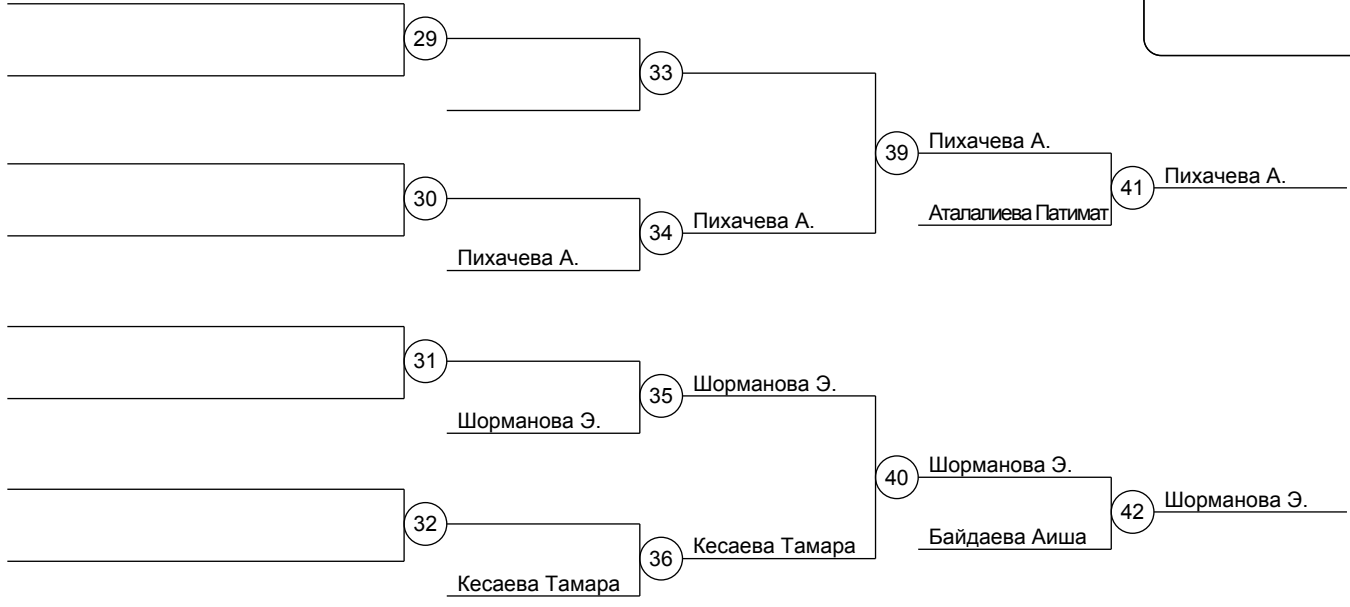 29
33
39
Пихачева А.
41
Пихачева А.
Аталалиева Патимат
30
34
Пихачева А.
Пихачева А.
31
35
Шорманова Э.
Шорманова Э.
40
Шорманова Э.
42
Шорманова Э.
Байдаева Аиша
32
36
Кесаева Тамара
Кесаева Тамара